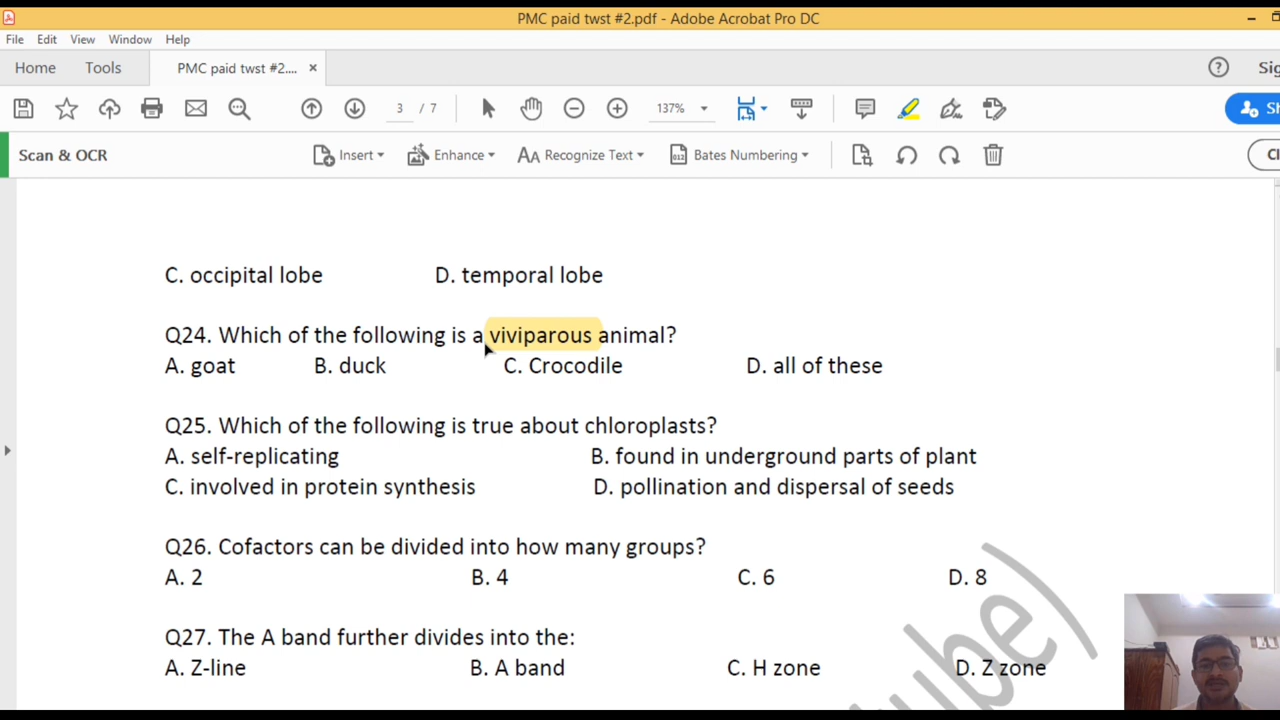 PMC paid twst #2.pdf - Adobe Acrobat Pro DC
File Edit View Window Help
Home Tools PMC paid twst #2.... ×
3 / 7 137%
Scan & OCR Insert Enhance Recognize Text Bates Numbering
C. occipital lobe D. temporal lobe
Q24. Which of the following is a viviparous animal?
A. goat B. duck C. Crocodile D. all of these
Q25. Which of the following is true about chloroplasts?
A. self-replicating B. found in underground parts of plant
C. involved in protein synthesis D. pollination and dispersal of seeds
Q26. Cofactors can be divided into how many groups?
A. 2 B. 4 C. 6 D. 8
Q27. The A band further divides into the:
A. Z-line B. A band C. H zone D. Z zone